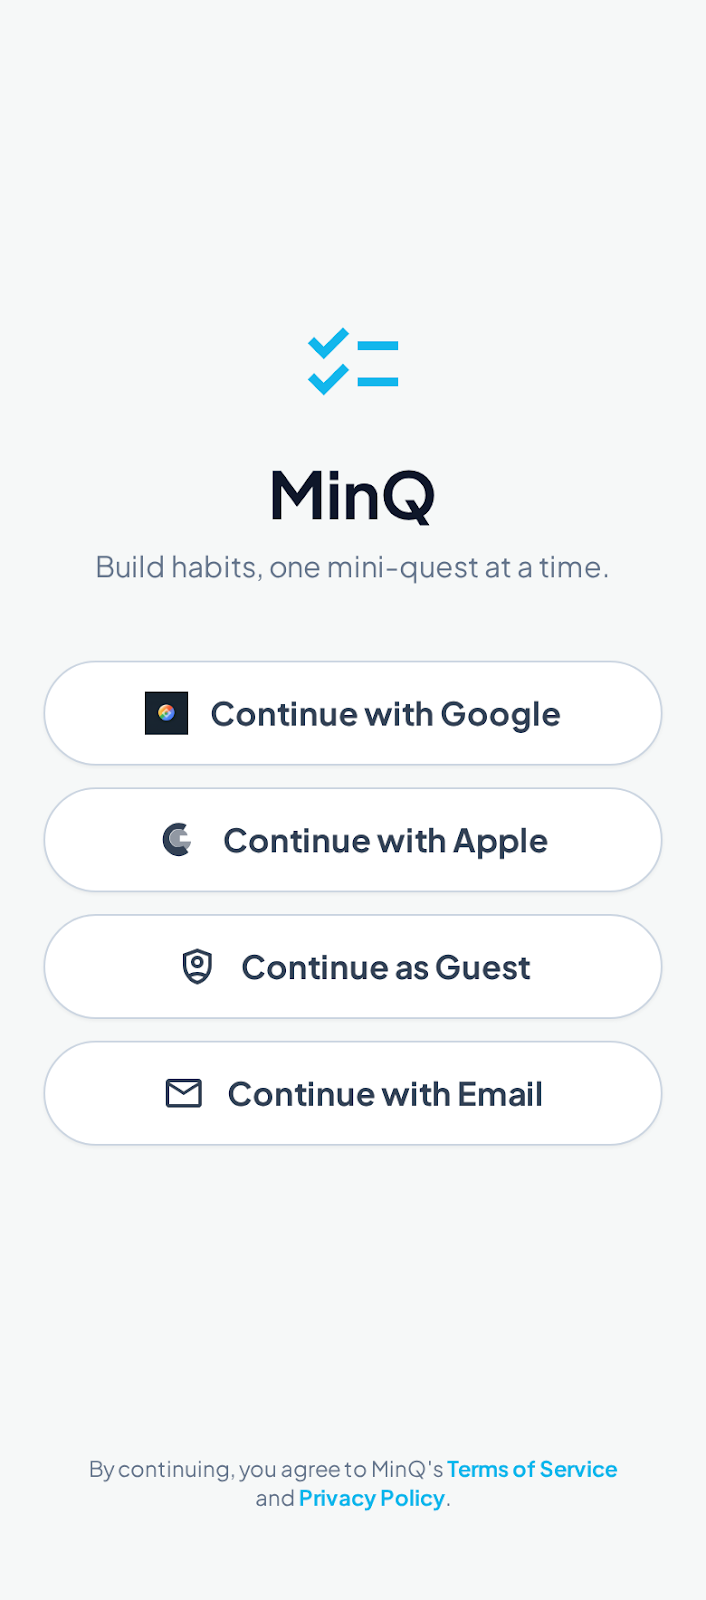 MinQ
Build habits, one mini-quest at a time.
Continue with Google
Continue with Apple
Continue as Guest
Continue with Email
By continuing, you agree to MinQ's Terms of Service
and Privacy Policy.